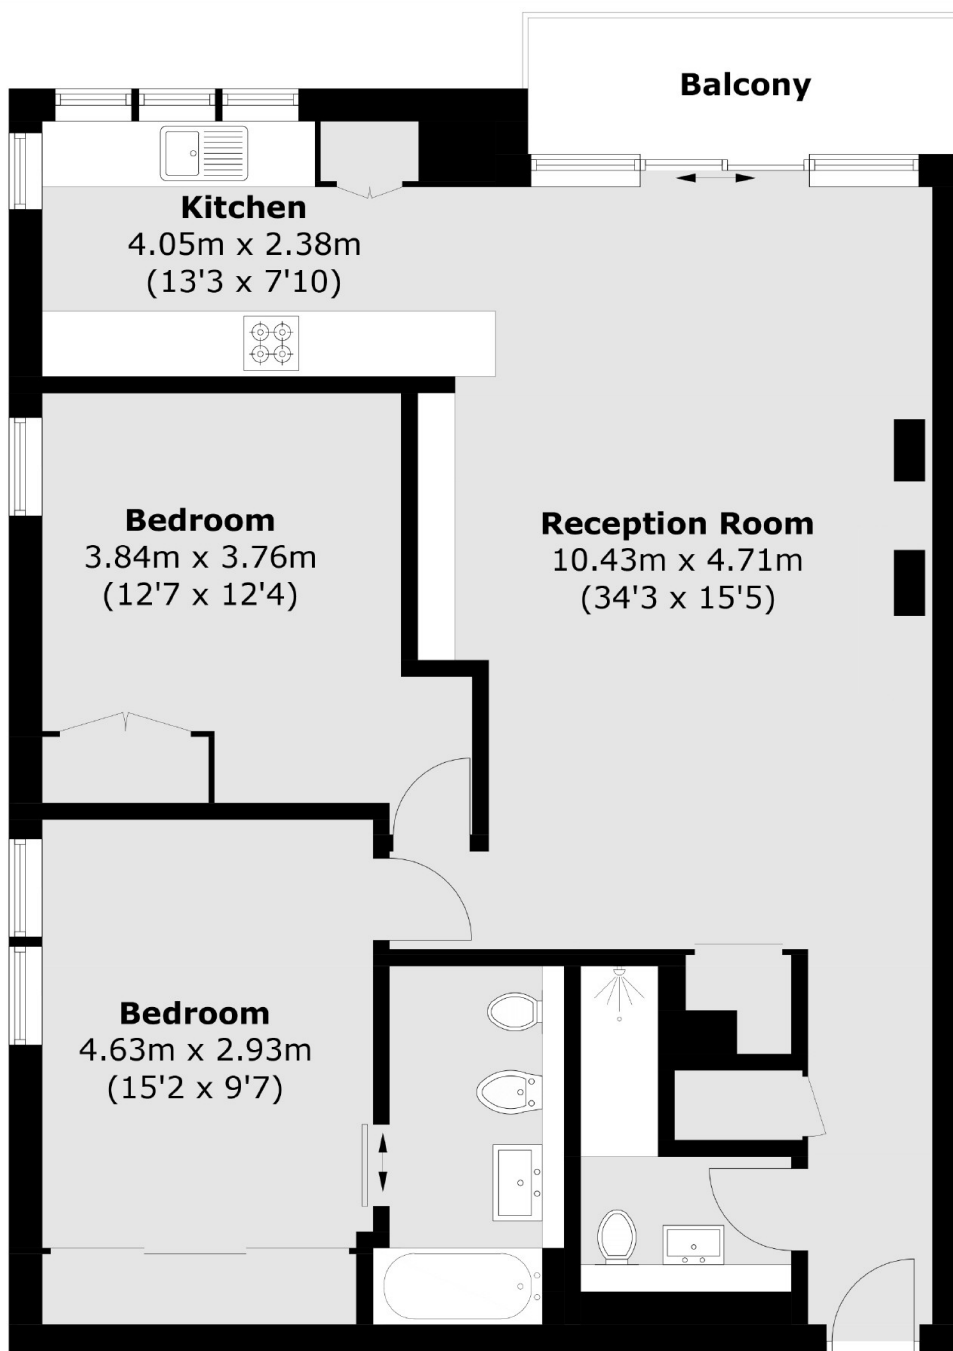 Balcony
Kitchen
4.05m x 2.38m
(13'3 x 7'10)
Bedroom
3.84m x 3.76m
(12'7 x 12'4)
Reception Room
10.43m x 4.71m
(34'3 x 15'5)
Bedroom
4.63m x 2.93m
(15'2 x 9'7)